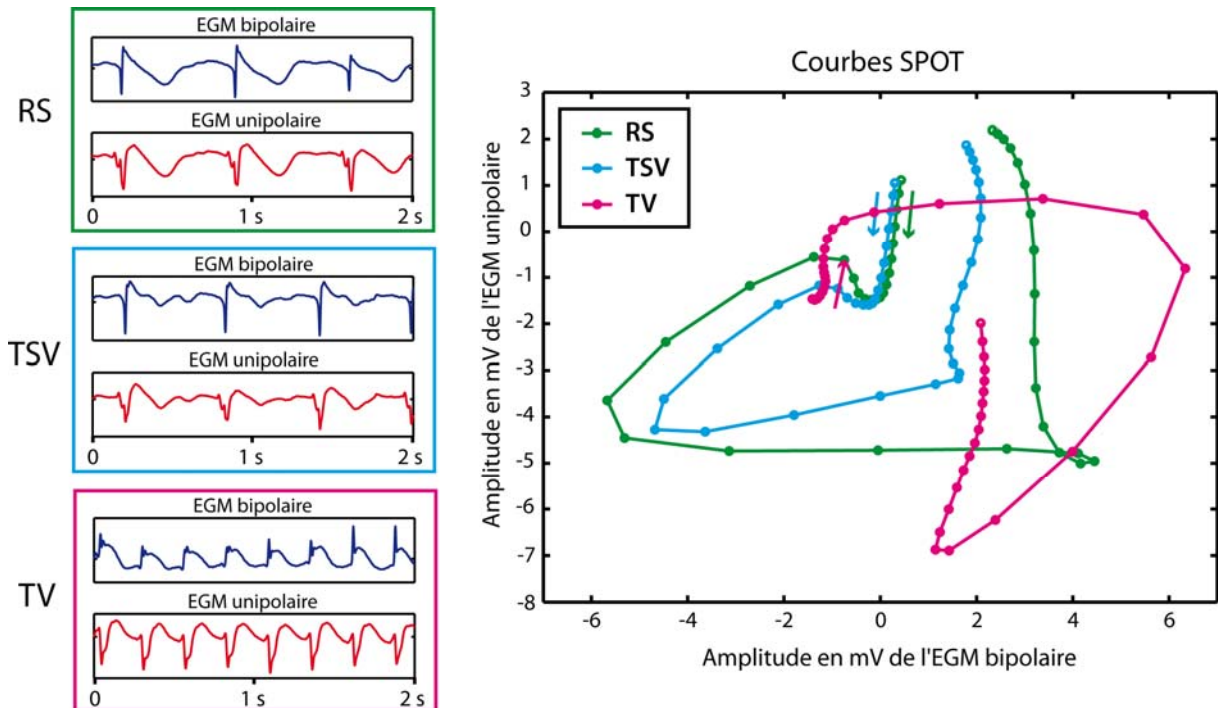 EGM bipolaire
RS
EGM unipolaire
0 1 s 2 s
EGM bipolaire
TSV
EGM unipolaire
0 1 s 2 s
EGM bipolaire
TV
EGM unipolaire
0 1 s 2 s
Courbes SPOT
RS
TSV
TV
Amplitude en mV de l'EGM unipolaire
3
2
1
0
-1
-2
-3
-4
-5
-6
-7
-8
-6 -4 -2 0 2 4 6
Amplitude en mV de l'EGM bipolaire